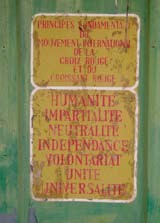 PRINCIPES FONDAMENTAUX
DU
MOUVEMENT INTERNATIONAL
DE LA
CROIX ROUGE
ET DU
CROISSANT ROUGE
HUMANITE
IMPARTIALITE
NEUTRALITE
INDEPENDANCE
VOLONTARIAT
UNITE
UNIVERSALITE